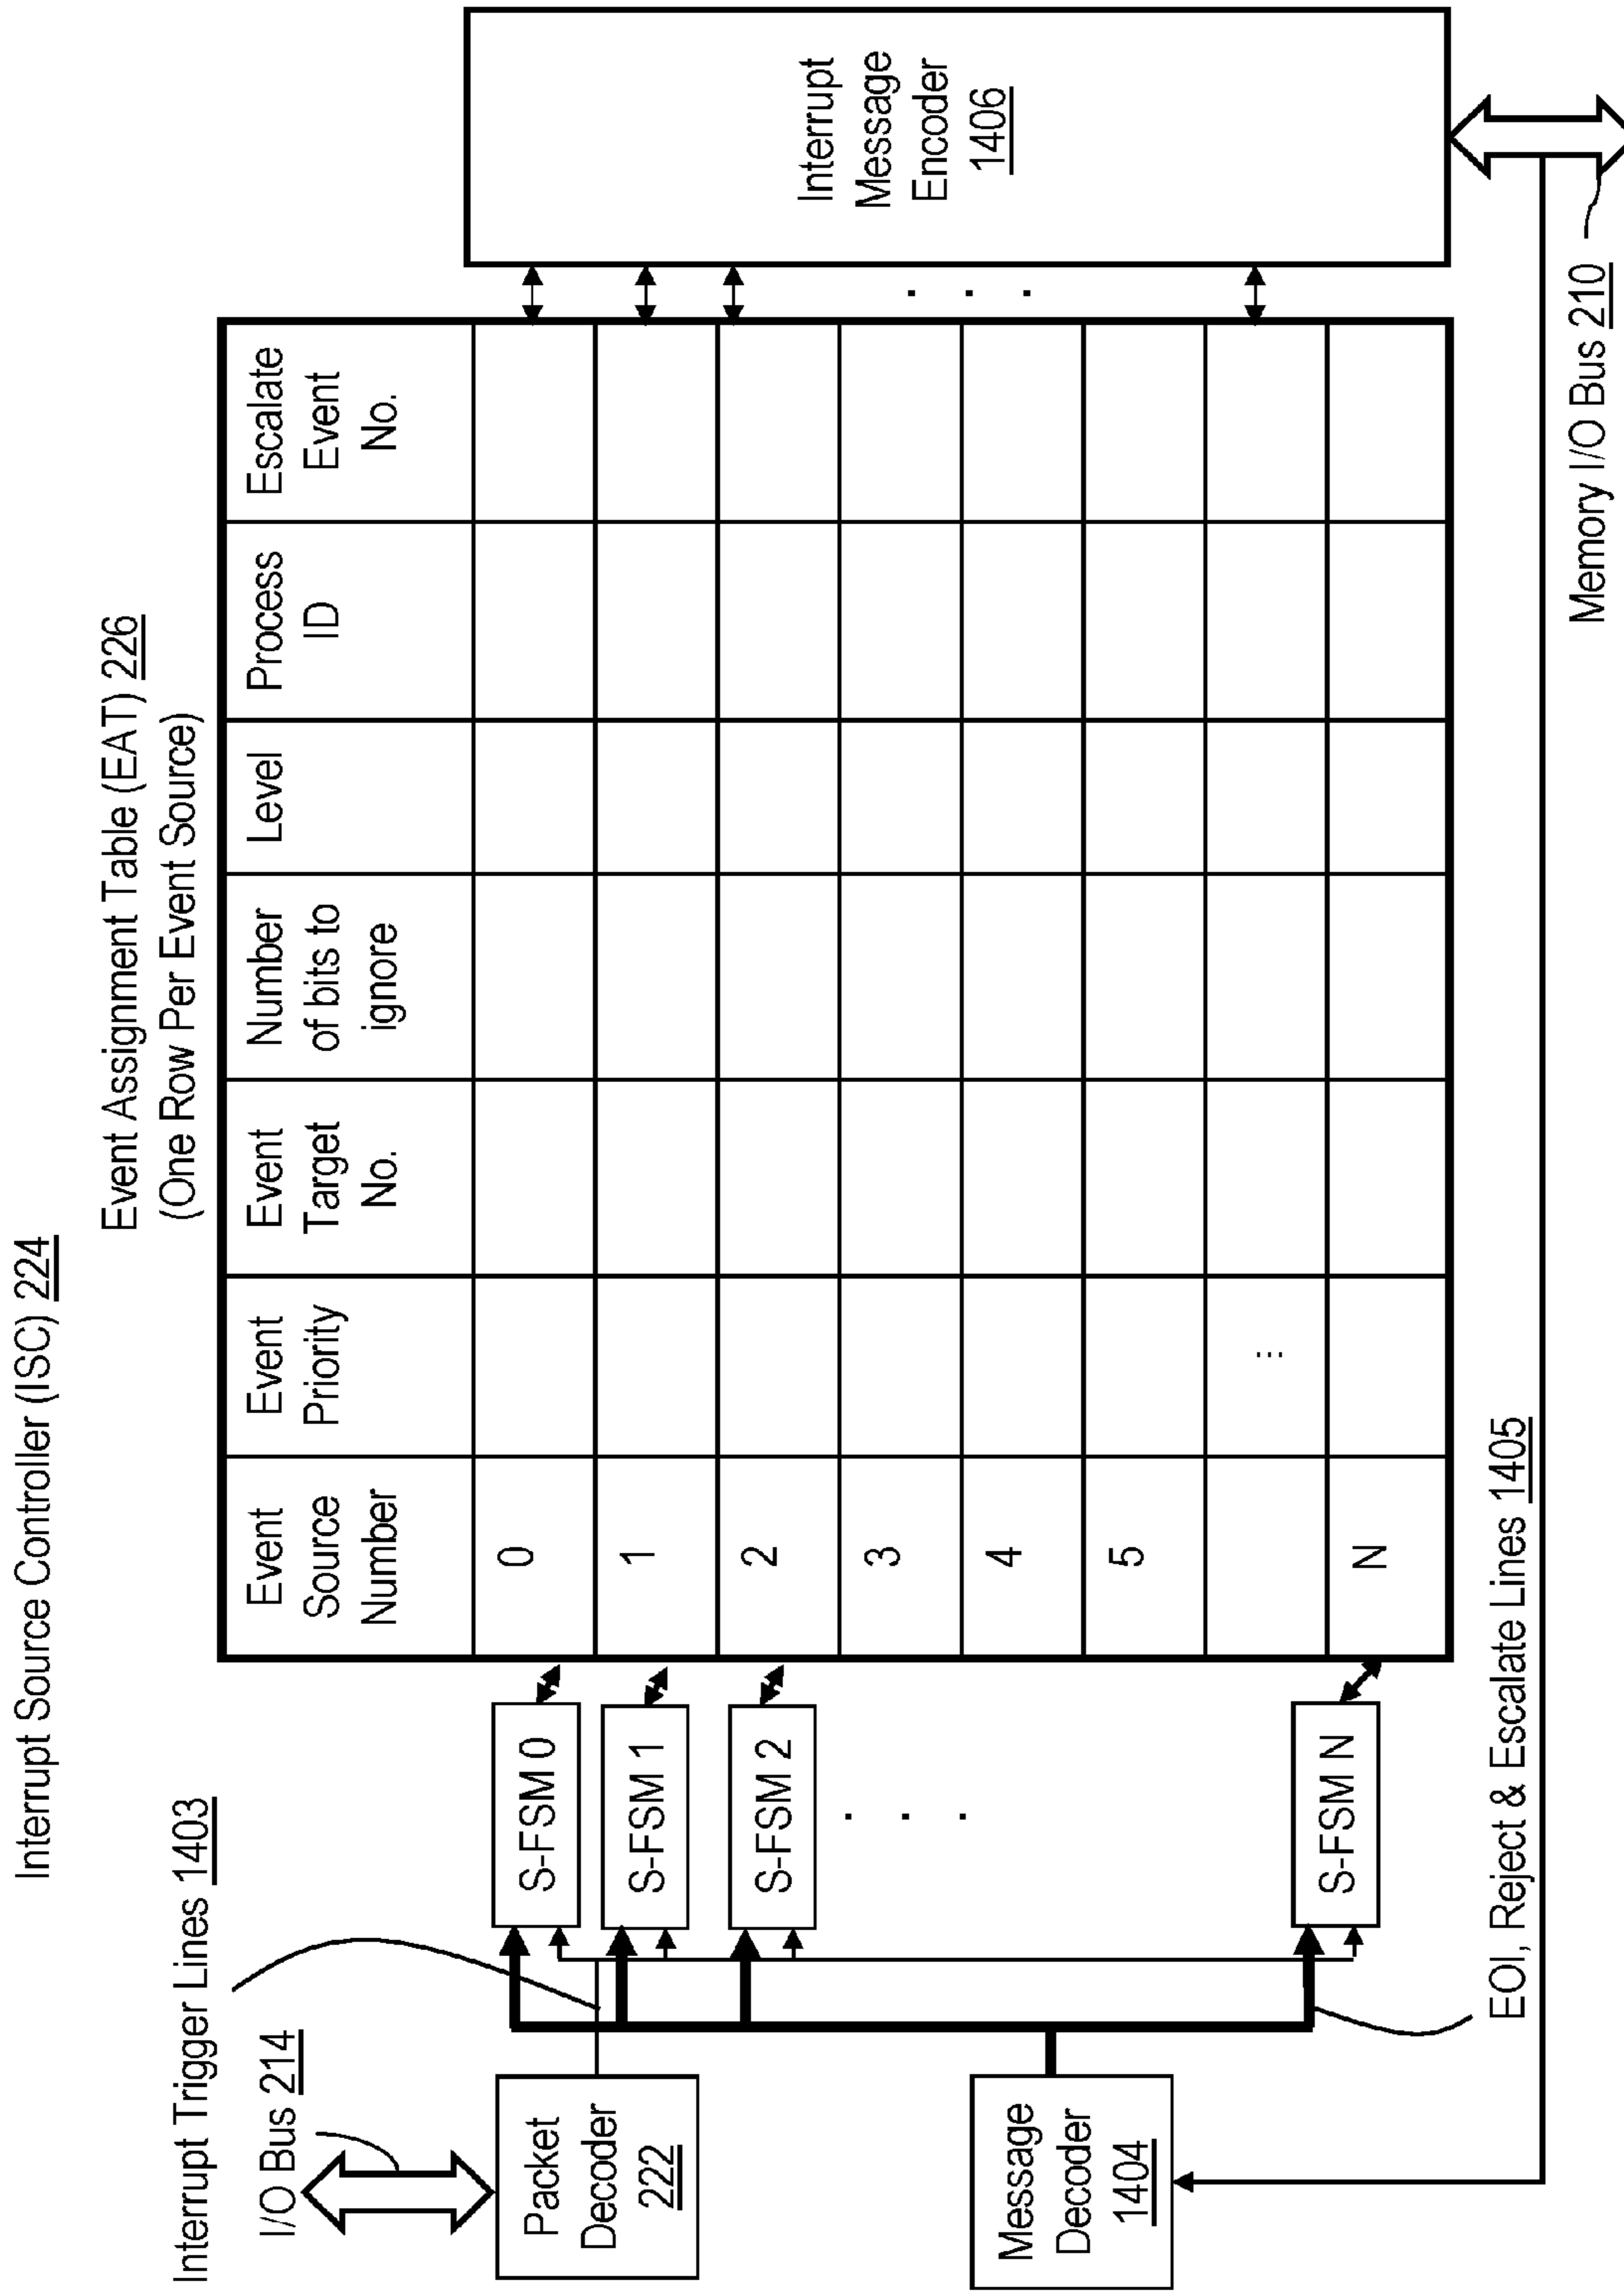 Interrupt Source Controller (ISC) 224
Event Assignment Table (EAT) 226
(One Row Per Event Source)
Interrupt Trigger Lines 1403
I/O Bus 214
Packet
Decoder
222
Message
Decoder
1404
S-FSM 0
S-FSM 1
S-FSM 2
. . .
S-FSM N
EOI, Reject & Escalate Lines 1405
Event
Source
Number
Event
Priority
Event
Target
No.
Number
of bits to
ignore
Level
Process
ID
Escalate
Event
No.
0
1
2
3
4
5
...
N
. . .
Interrupt
Message
Encoder
1406
Memory I/O Bus 210